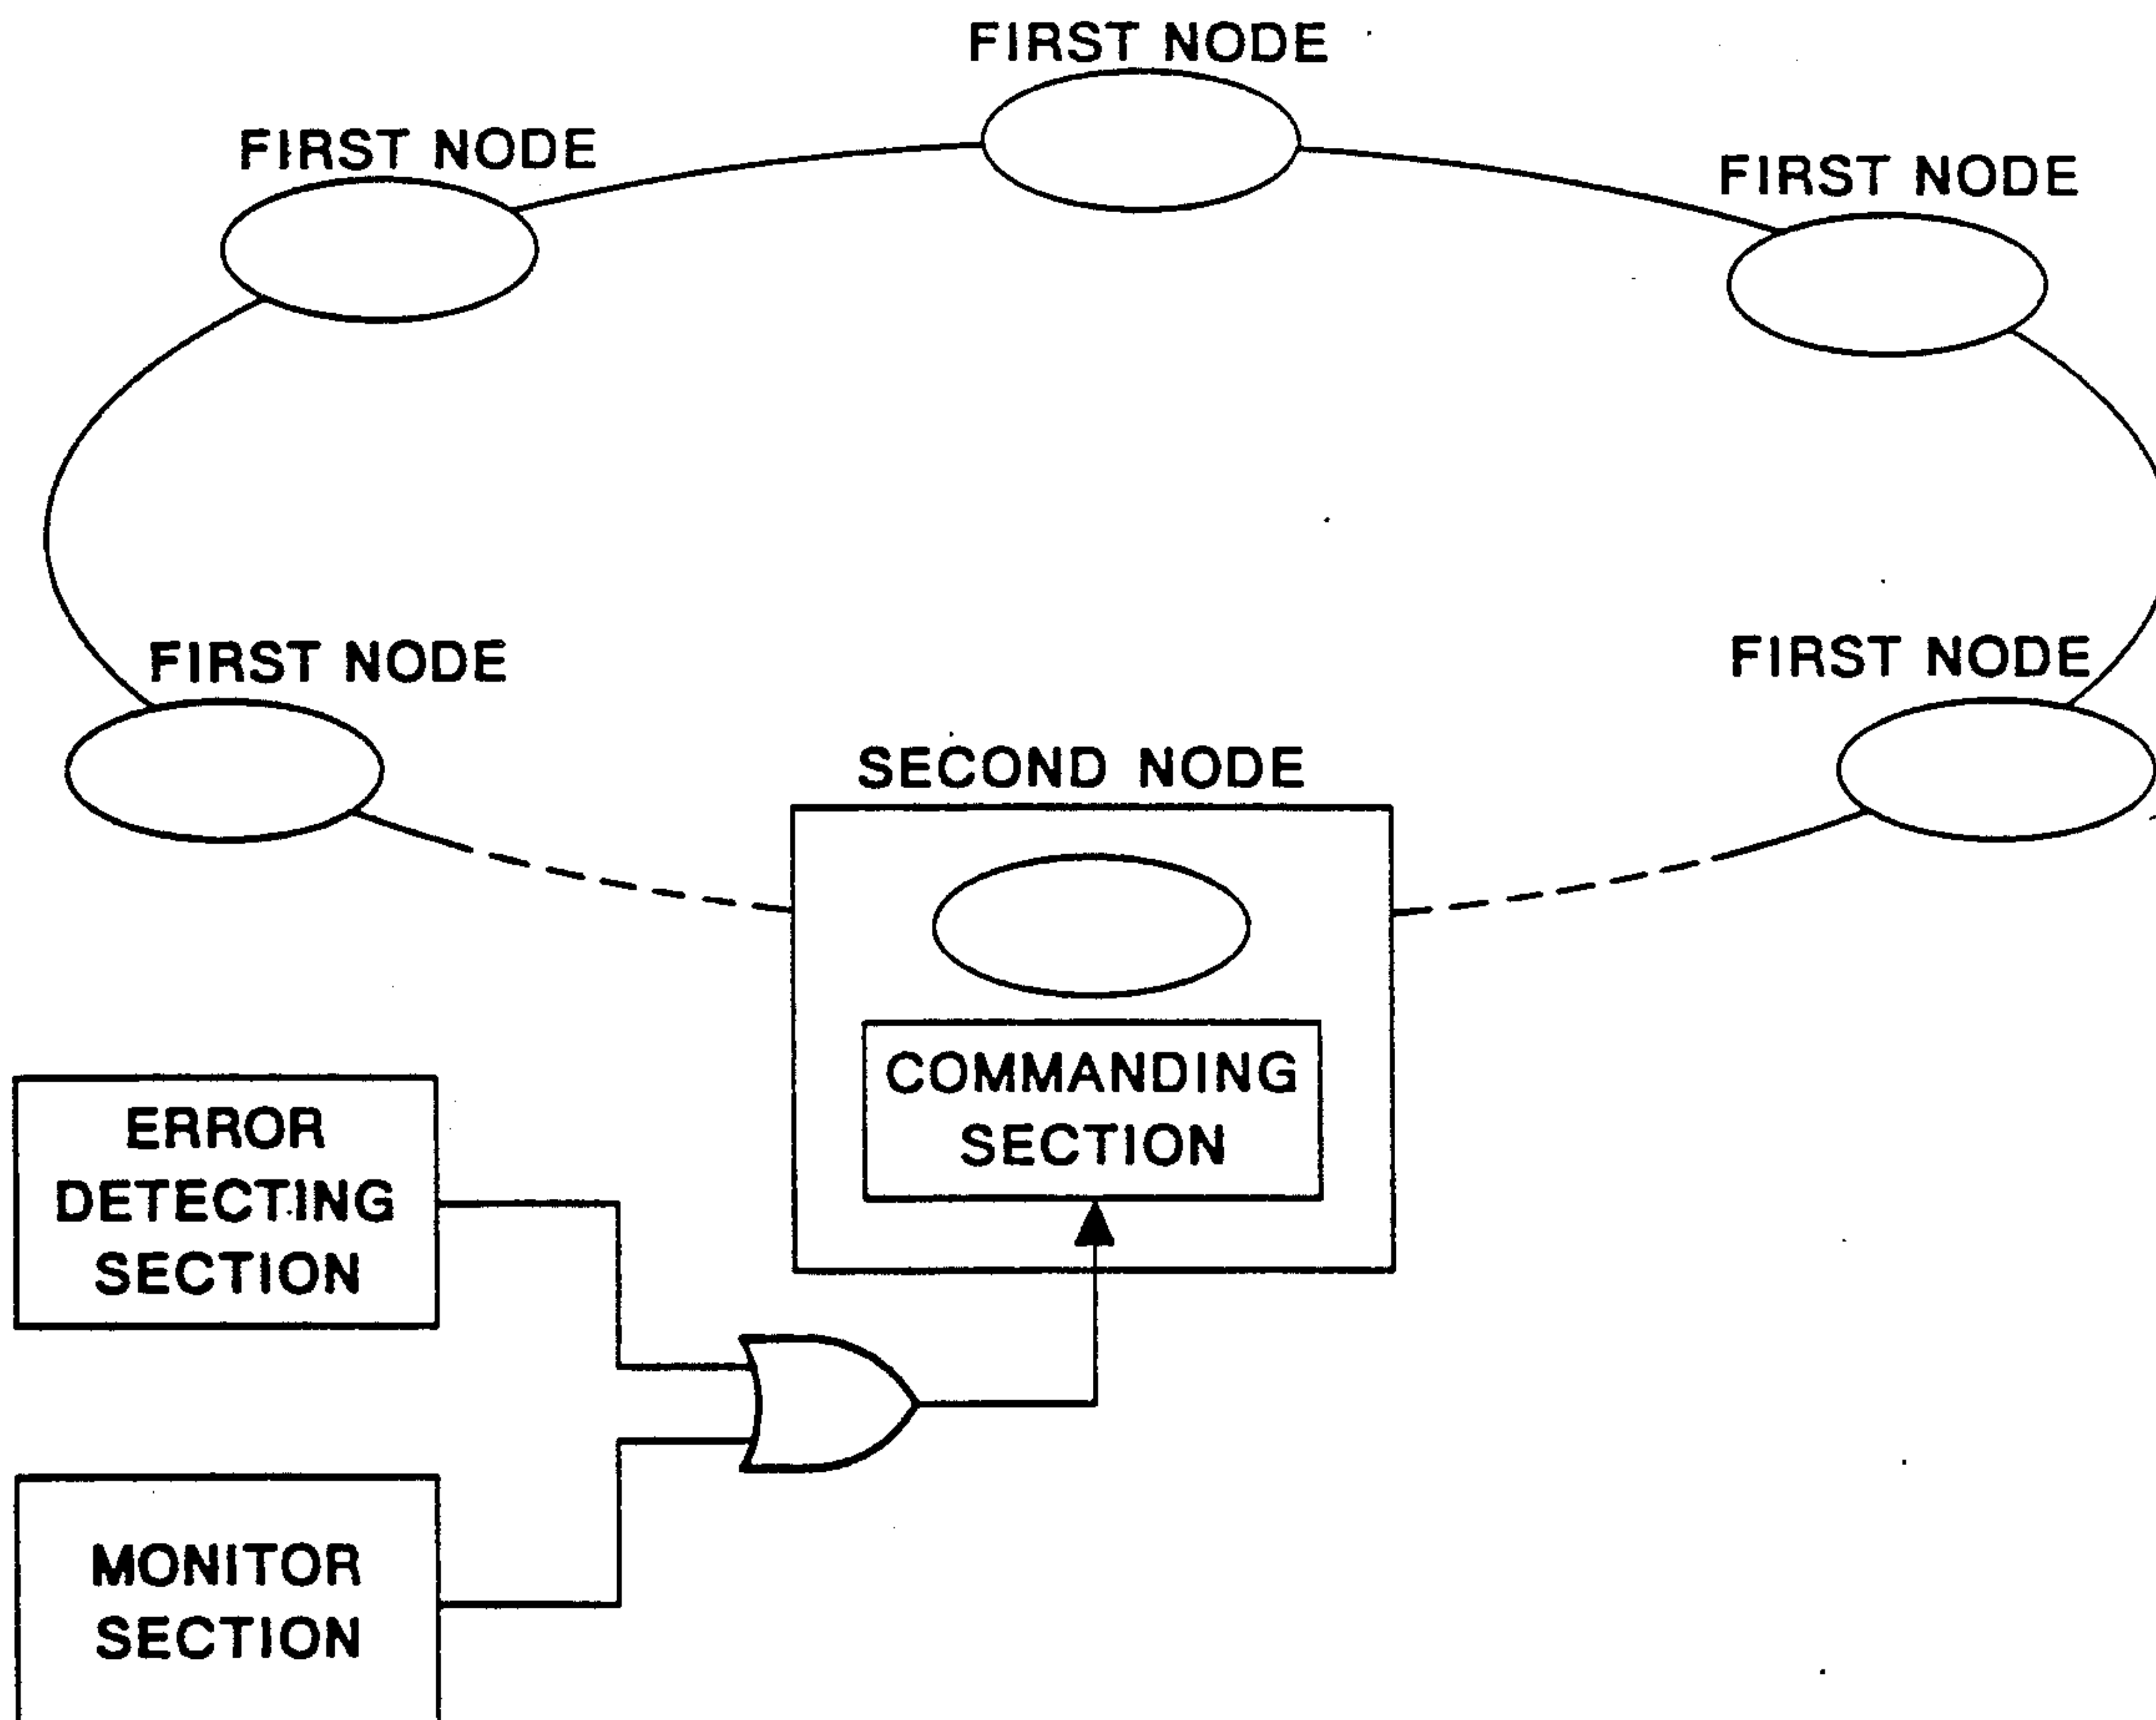 FIRST NODE
FIRST NODE
FIRST NODE
FIRST NODE
FIRST NODE
SECOND NODE
COMMANDING
SECTION
ERROR
DETECTING
SECTION
MONITOR
SECTION